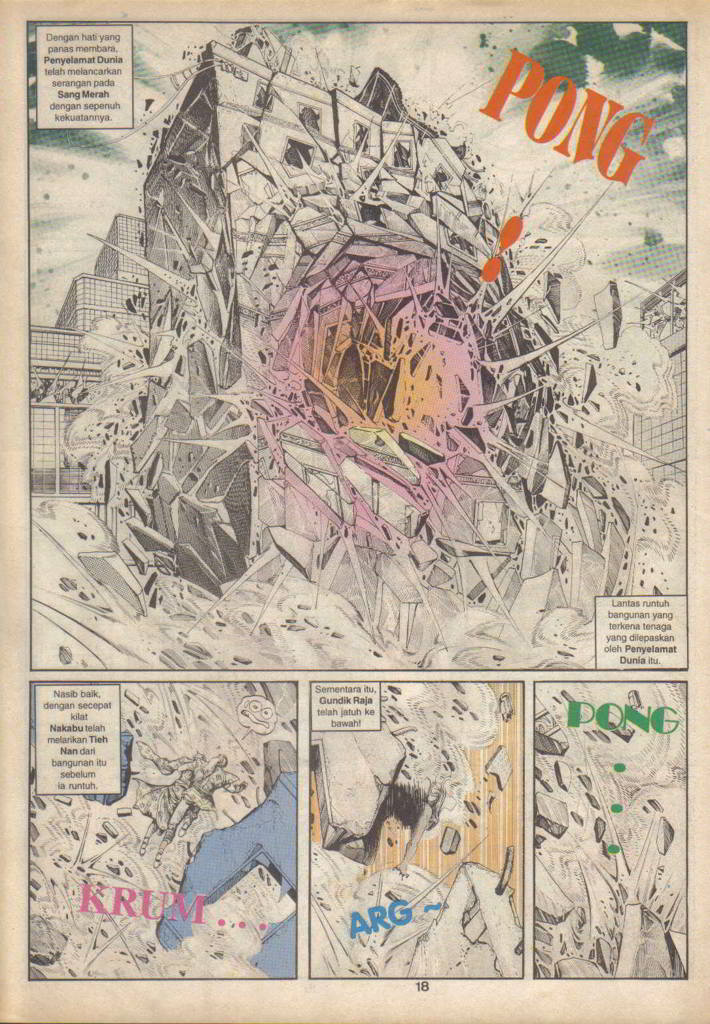 Dengan hati yang
panas membara,
Penyelamat Dunia
telah melancarkan
serangan pada
Sang Merah
dengan sepenuh
kekuatannya.
PONG
!
Lantas runtuh
bangunan yang
terkena tenaga
yang dilepaskan
oleh Penyelamat
Dunia itu.
Nasib baik,
dengan secepat
kilat
Nakabu telah
melarikan Tieh
Nan dari
bangunan itu
sebelum
ia runtuh.
KRUM...
Sementara itu,
Gundik Raja
telah jatuh ke
bawah!
ARG ~
PONG
...
18